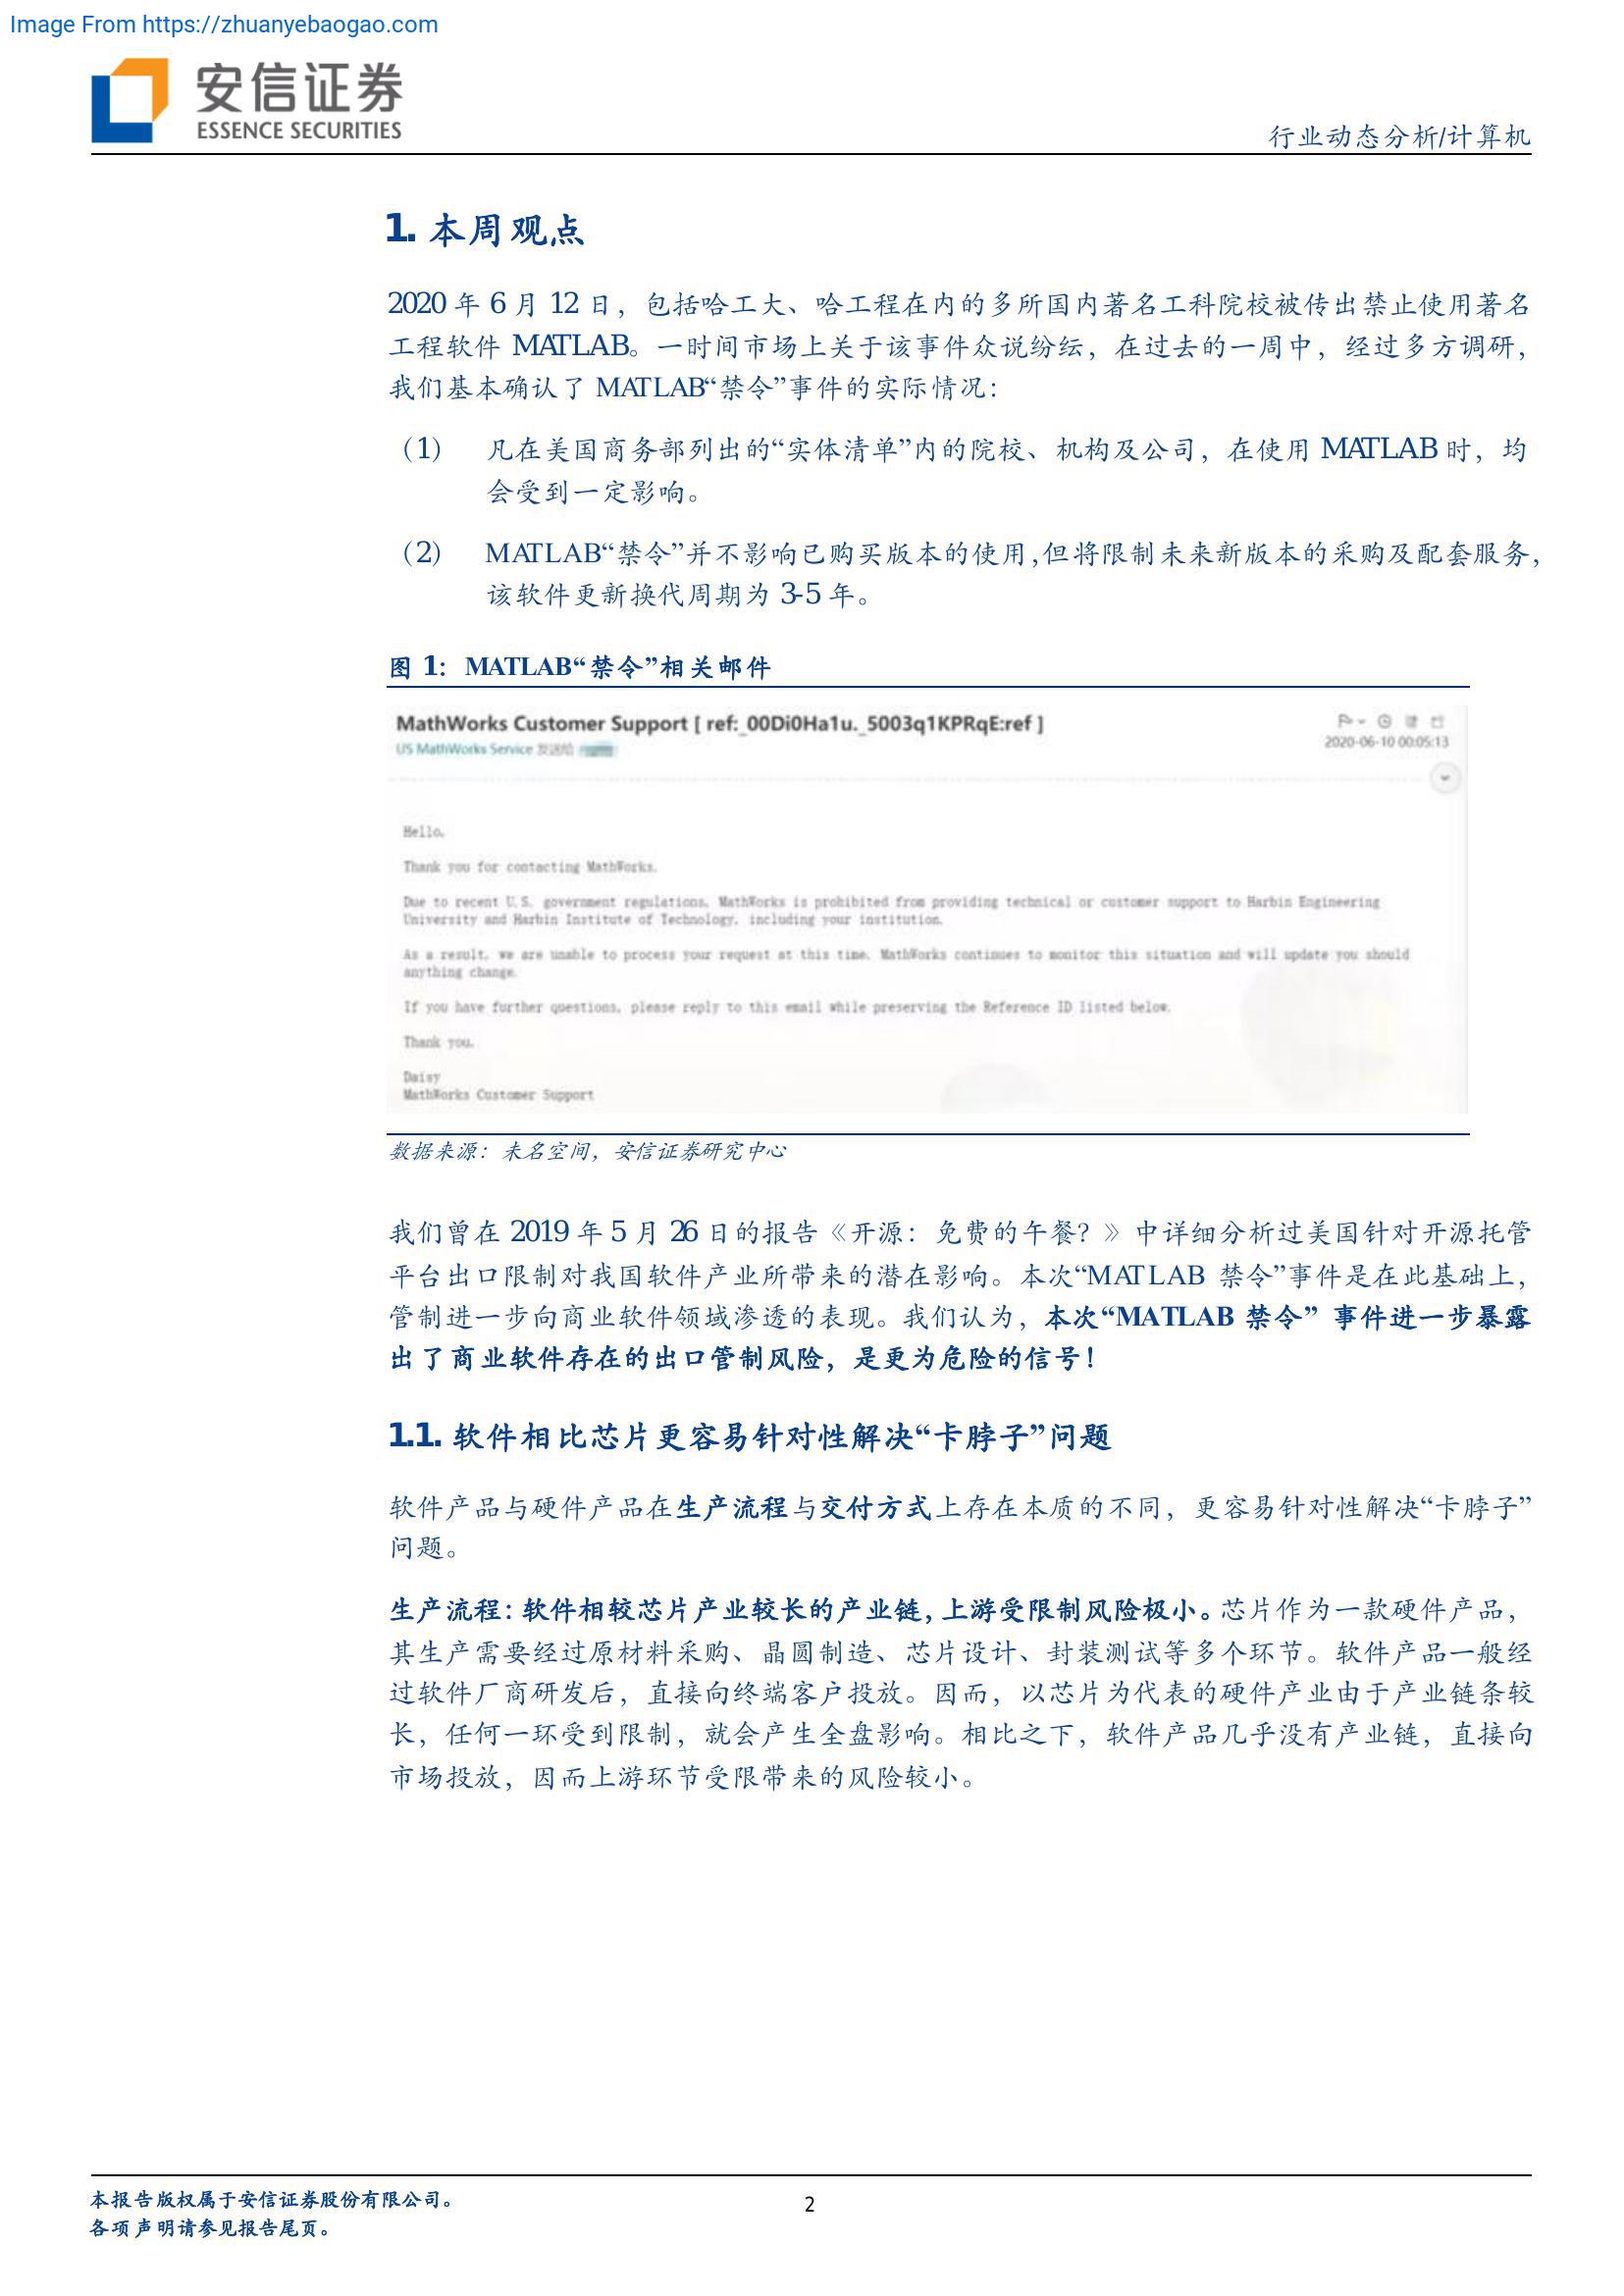 Image From https://zhuanyebaogao.com
安信证券
ESSENCE SECURITIES
行业动态分析/计算机
1. 本周观点
2020 年 6 月 12 日，包括哈工大、哈工程在内的多所国内著名工科院校被传出禁止使用著名
工程软件 MATLAB。一时间市场上关于该事件众说纷纭，在过去的一周中，经过多方调研，
我们基本确认了 MATLAB“禁令”事件的实际情况：
（1） 凡在美国商务部列出的“实体清单”内的院校、机构及公司，在使用 MATLAB 时，均
会受到一定影响。
（2） MATLAB“禁令”并不影响已购买版本的使用,但将限制未来新版本的采购及配套服务，
该软件更新换代周期为 3-5 年。
图 1：MATLAB“禁令”相关邮件
MathWorks Customer Support [ ref:_00Di0Ha1u._5003q1KPRqE:ref ]
US MathWorks Service 发送给
2020-06-10 00:05:13
Hello,
Thank you for contacting MathWorks.
Due to recent U.S. government regulations, MathWorks is prohibited from providing technical or customer support to Harbin Engineering
University and Harbin Institute of Technology, including your institution.
As a result, we are unable to process your request at this time. MathWorks continues to monitor this situation and will update you should
anything change.
If you have further questions, please reply to this email while preserving the Reference ID listed below.
Thank you,
Daisy
MathWorks Customer Support
数据来源：未名空间，安信证券研究中心
我们曾在 2019 年 5 月 26 日的报告《开源：免费的午餐？》中详细分析过美国针对开源托管
平台出口限制对我国软件产业所带来的潜在影响。本次“MATLAB 禁令”事件是在此基础上，
管制进一步向商业软件领域渗透的表现。我们认为，本次“MATLAB 禁令” 事件进一步暴露
出了商业软件存在的出口管制风险，是更为危险的信号！
1.1. 软件相比芯片更容易针对性解决“卡脖子”问题
软件产品与硬件产品在生产流程与交付方式上存在本质的不同，更容易针对性解决“卡脖子”
问题。
生产流程：软件相较芯片产业较长的产业链，上游受限制风险极小。芯片作为一款硬件产品，
其生产需要经过原材料采购、晶圆制造、芯片设计、封装测试等多个环节。软件产品一般经
过软件厂商研发后，直接向终端客户投放。因而，以芯片为代表的硬件产业由于产业链条较
长，任何一环受到限制，就会产生全盘影响。相比之下，软件产品几乎没有产业链，直接向
市场投放，因而上游环节受限带来的风险较小。
本报告版权属于安信证券股份有限公司。
各项声明请参见报告尾页。
2